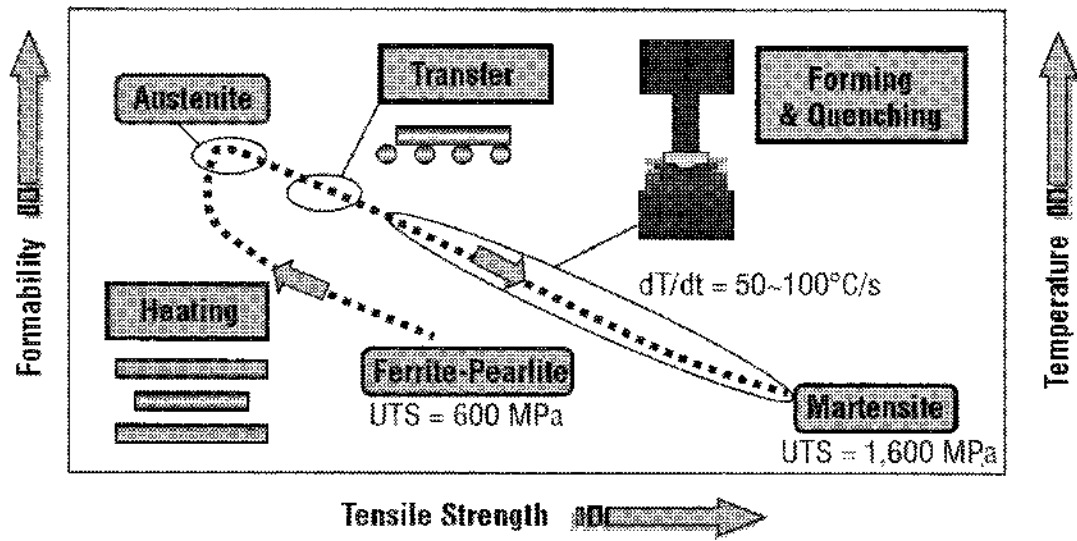 Transfer
Austenite
Forming
& Quenching
Formability
Temperature
dT/dt = 50~100°C/s
Heating
Ferrite-Pearlite
UTS = 600 MPa
Martensite
UTS = 1,600 MPa
Tensile Strength